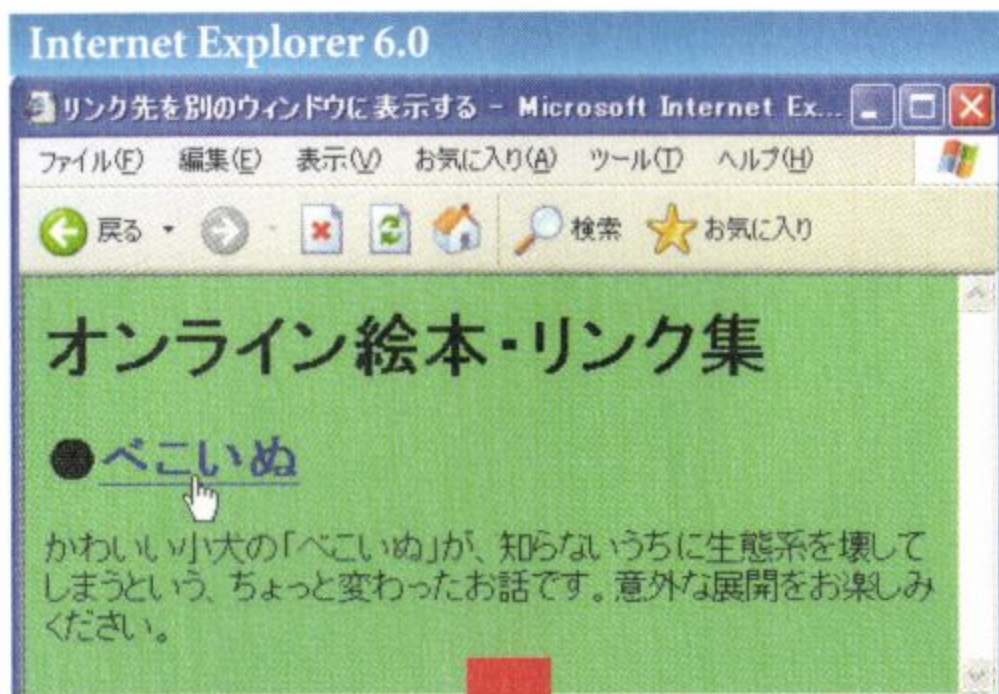 Internet Explorer 6.0
リンク先を別のウィンドウに表示する - Microsoft Internet Ex...
ファイル(F) 編集(E) 表示(V) お気に入り(A) ツール(T) ヘルプ(H)
戻る 検索 お気に入り
オンライン絵本・リンク集
●べこいぬ
かわいい小犬の「べこいぬ」が、知らないうちに生態系を壊して
しまうという、ちょっと変わったお話です。意外な展開をお楽しみ
ください。